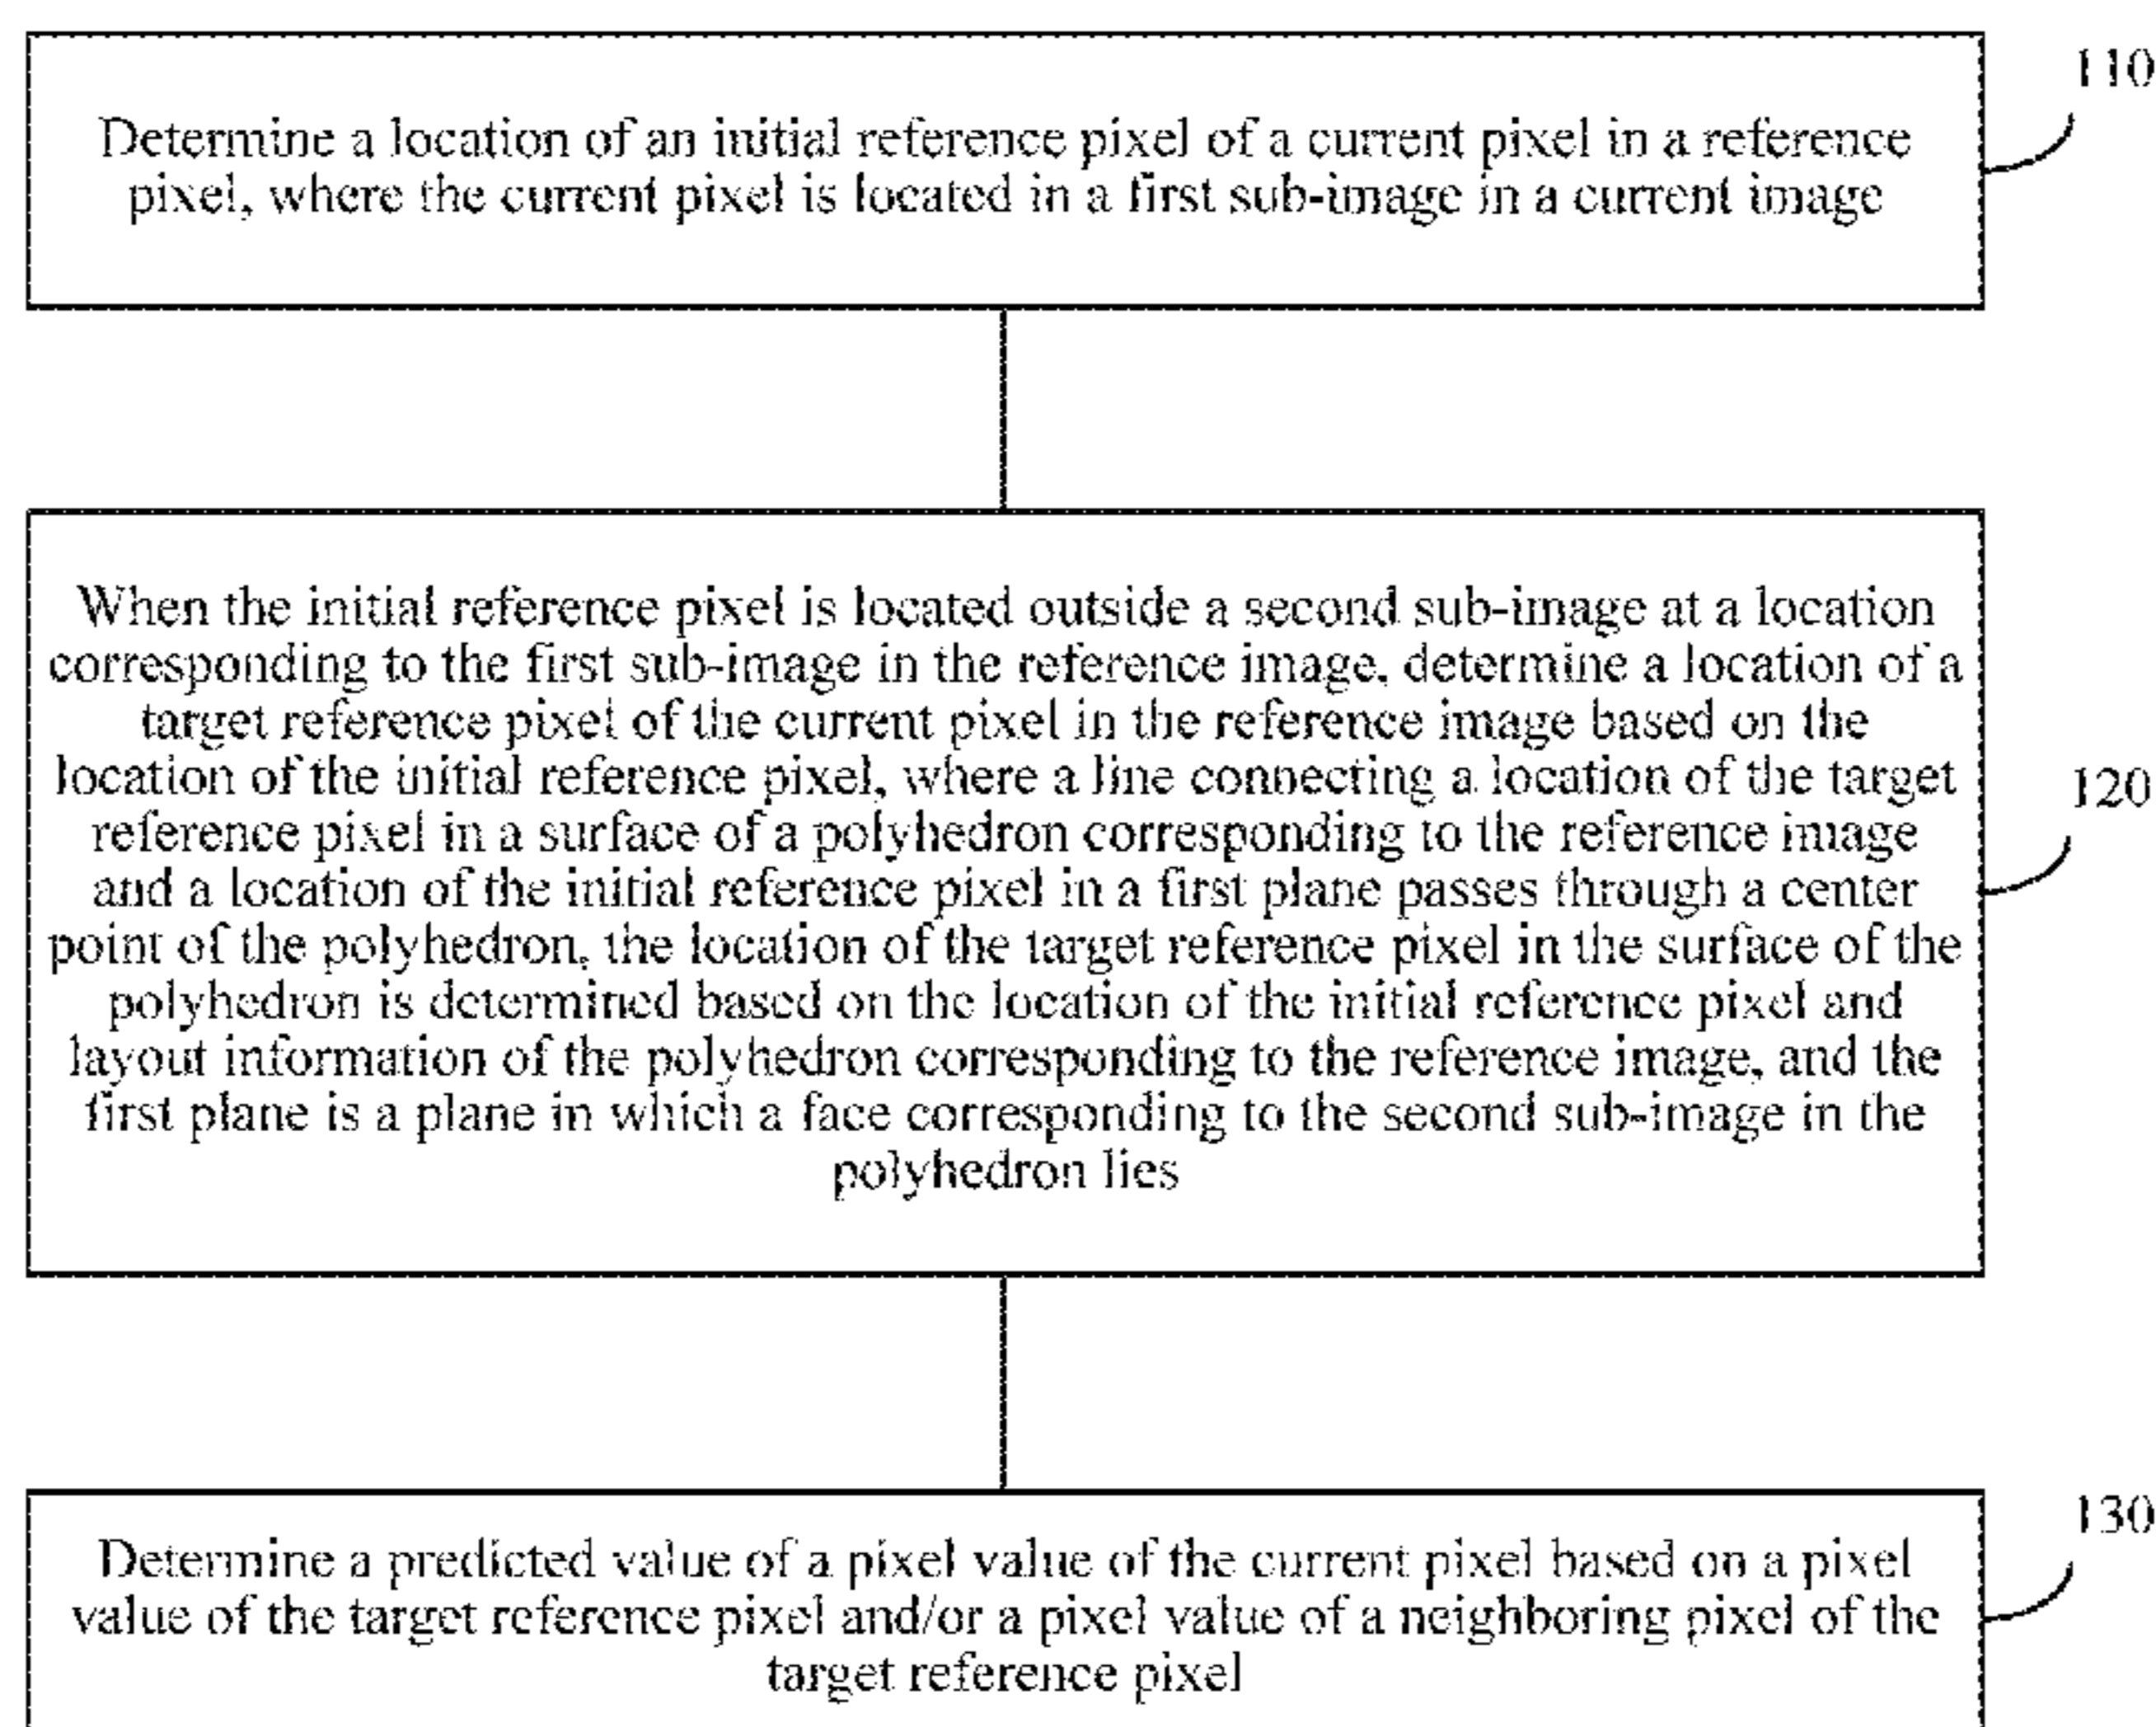 110
Determine a location of an initial reference pixel of a current pixel in a reference
pixel, where the current pixel is located in a first sub-image in a current image
When the initial reference pixel is located outside a second sub-image at a location
corresponding to the first sub-image in the reference image, determine a location of a
target reference pixel of the current pixel in the reference image based on the
location of the initial reference pixel, where a line connecting a location of the target
reference pixel in a surface of a polyhedron corresponding to the reference image
and a location of the initial reference pixel in a first plane passes through a center
point of the polyhedron, the location of the target reference pixel in the surface of the
polyhedron is determined based on the location of the initial reference pixel and
layout information of the polyhedron corresponding to the reference image, and the
first plane is a plane in which a face corresponding to the second sub-image in the
polyhedron lies
120
130
Determine a predicted value of a pixel value of the current pixel based on a pixel
value of the target reference pixel and/or a pixel value of a neighboring pixel of the
target reference pixel